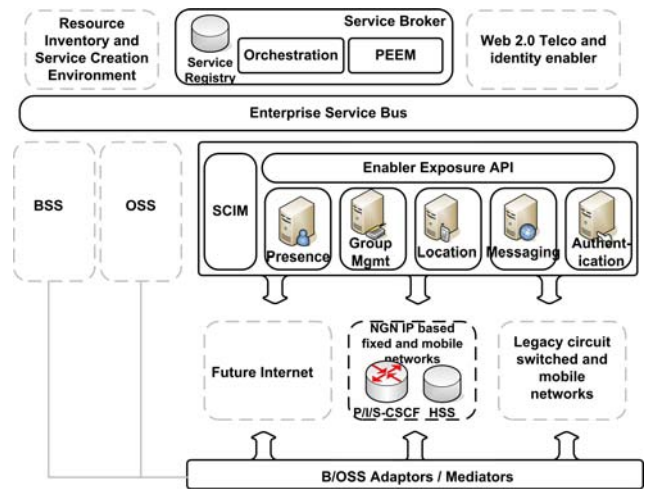 Resource
Inventory and
Service Creation
Environment
Service Broker
Service
Registry
Orchestration
PEEM
Web 2.0 Telco and
identity enabler
Enterprise Service Bus
BSS
OSS
SCIM
Enabler Exposure API
Presence
Group
Mgmt
Location
Messaging
Authent-
ication
Future Internet
NGN IP based
fixed and mobile
networks
P/I/S-CSCF
HSS
Legacy circuit
switched and
mobile
networks
B/OSS Adaptors / Mediators